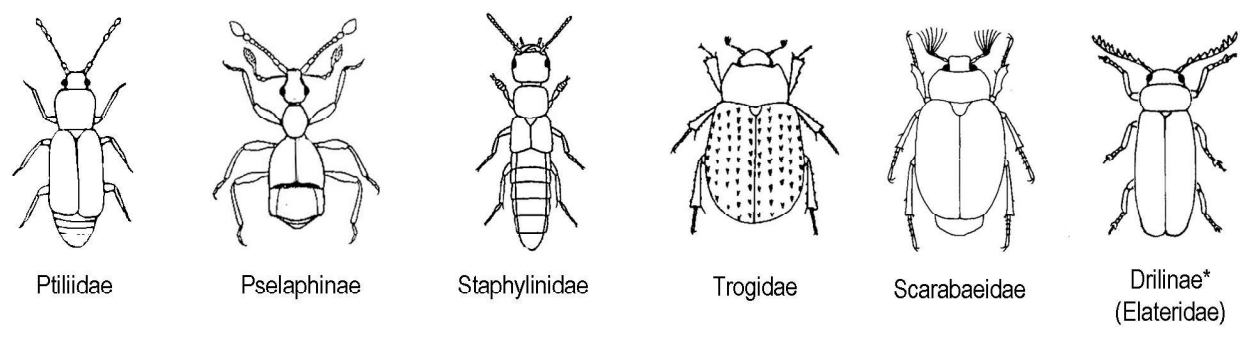 Ptiliidae
Pselaphinae
Staphylinidae
Trogidae
Scarabaeidae
Drilinae*
(Elateridae)